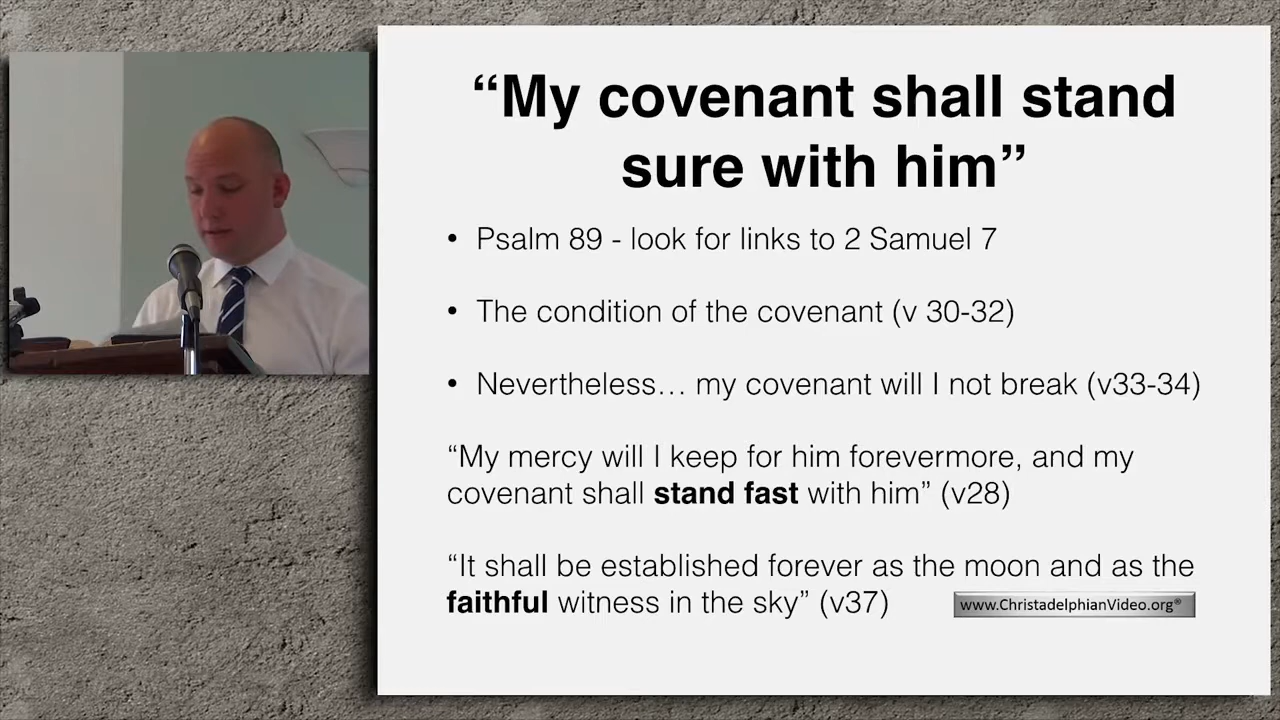 “My covenant shall stand
sure with him”
• Psalm 89 - look for links to 2 Samuel 7
• The condition of the covenant (v 30-32)
• Nevertheless… my covenant will I not break (v33-34)
“My mercy will I keep for him forevermore, and my
covenant shall stand fast with him” (v28)
“It shall be established forever as the moon and as the
faithful witness in the sky” (v37)
www.ChristadelphianVideo.org®